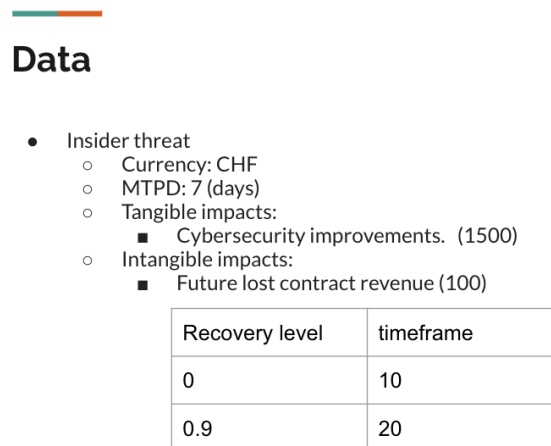 Data
● Insider threat
○ Currency: CHF
○ MTPD: 7 (days)
○ Tangible impacts:
■ Cybersecurity improvements. (1500)
○ Intangible impacts:
■ Future lost contract revenue (100)
Recovery level timeframe
0 10
0.9 20